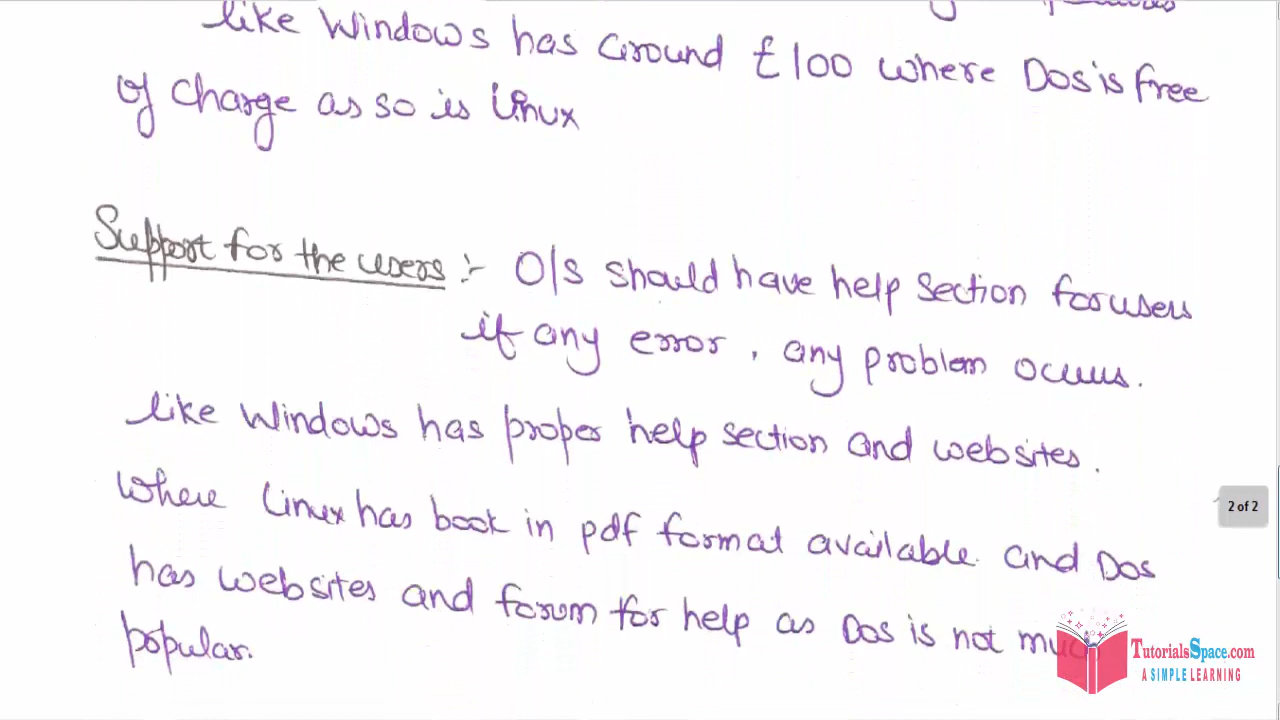 like Windows has around £100 where Dos is free
of charge as so is Linux
Support for the users :- O/S should have help section for users
if any error, any problem occurs.
like Windows has proper help section and websites.
where Linux has book in pdf format available and Dos
has websites and forum for help as Dos is not much
popular.
2 of 2
TutorialsSpace.com
A SIMPLE LEARNING